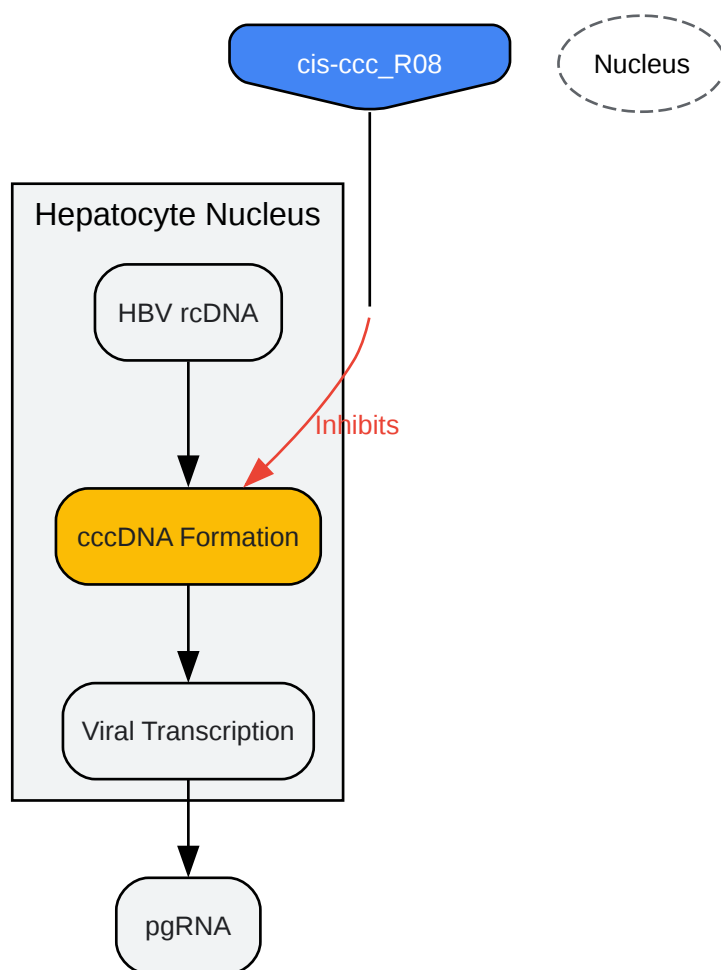 cis-ccc_R08
Nucleus
Hepatocyte Nucleus
HBV rcDNA
Inhibits
cccDNA Formation
Viral Transcription
pgRNA